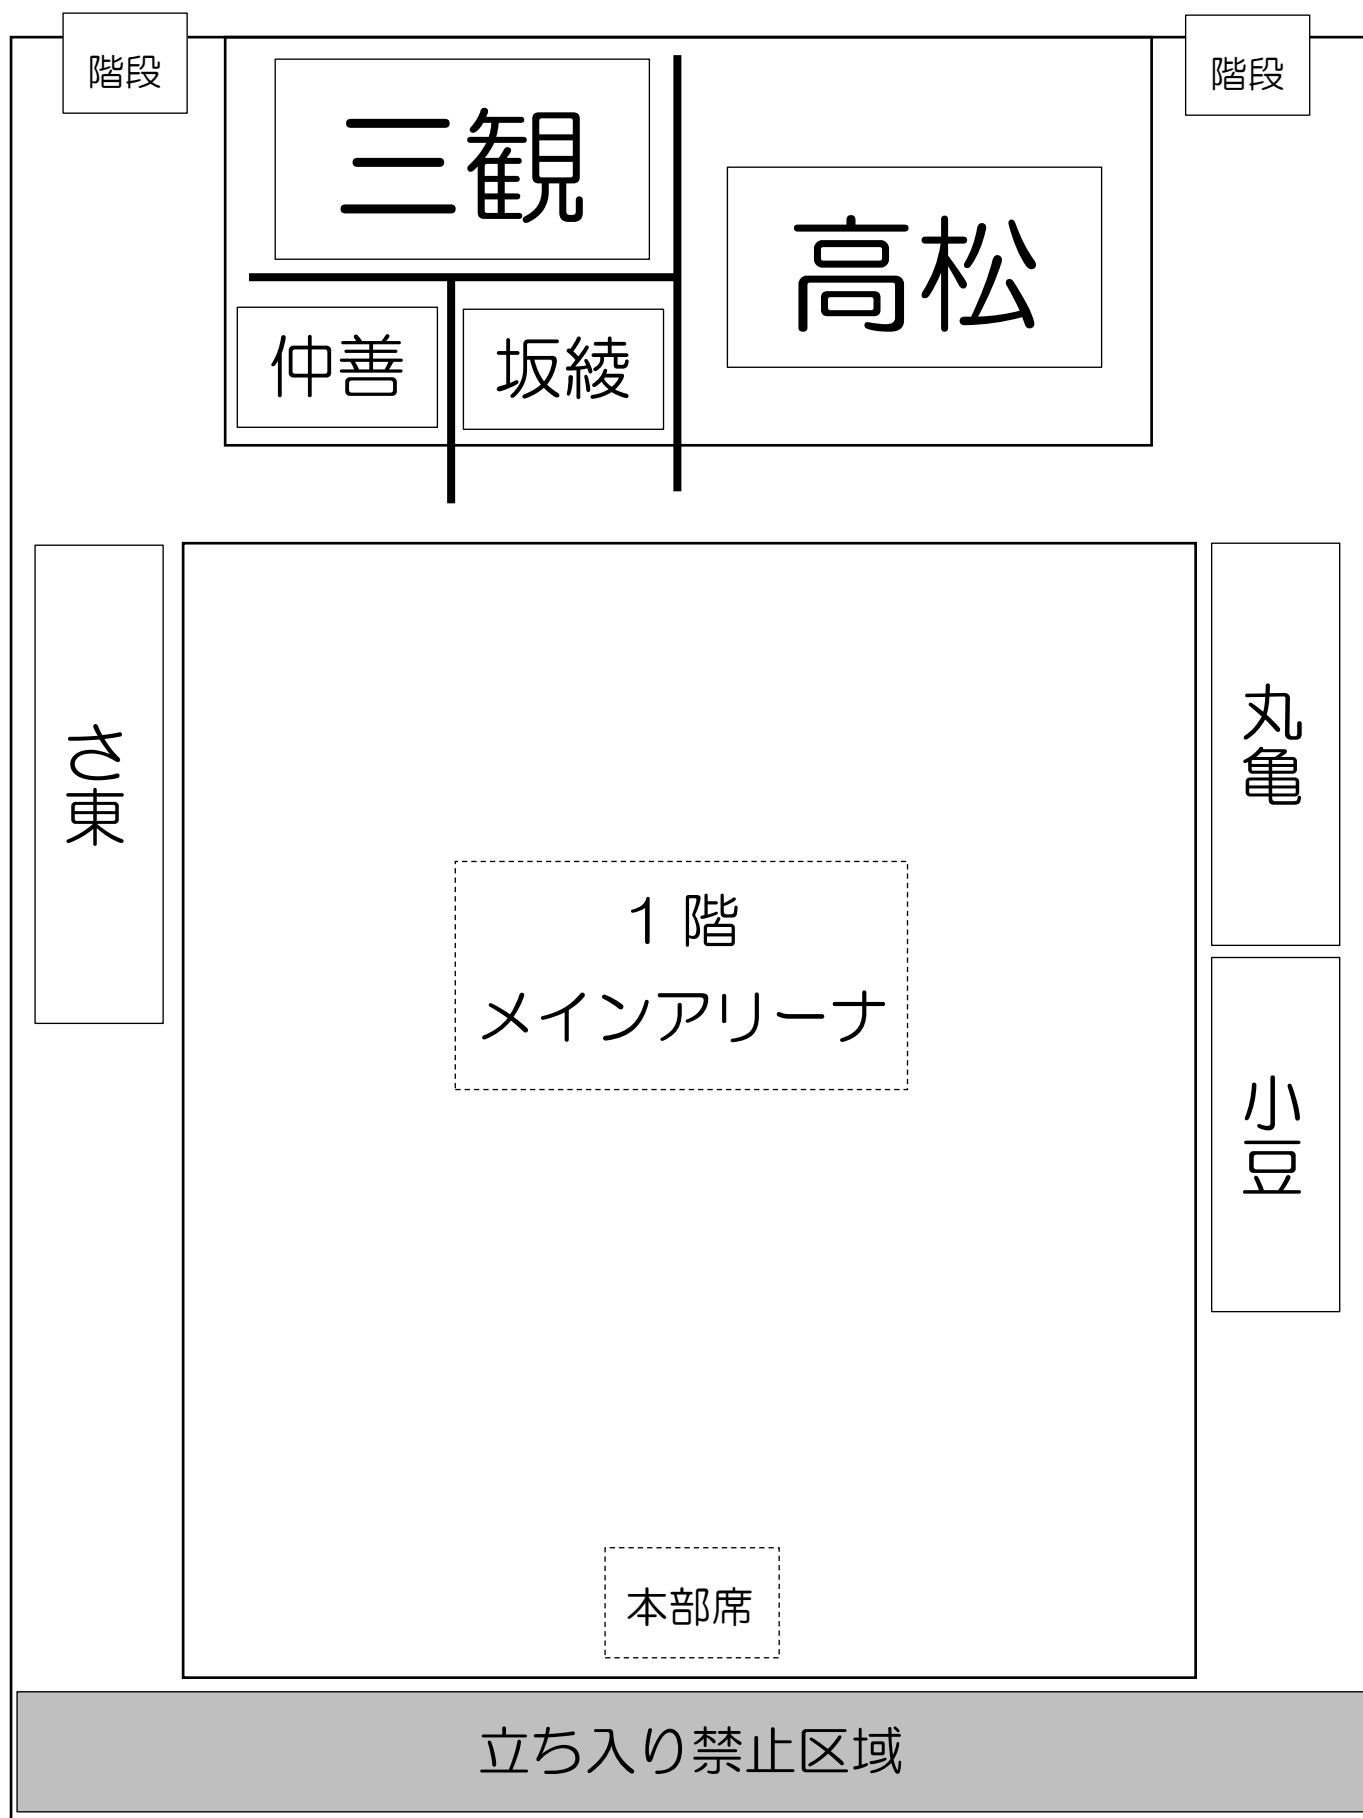 階段
階段
三観
高松
仲善
坂綾
さ東
丸亀
１階
メインアリーナ
小豆
本部席
立ち入り禁止区域